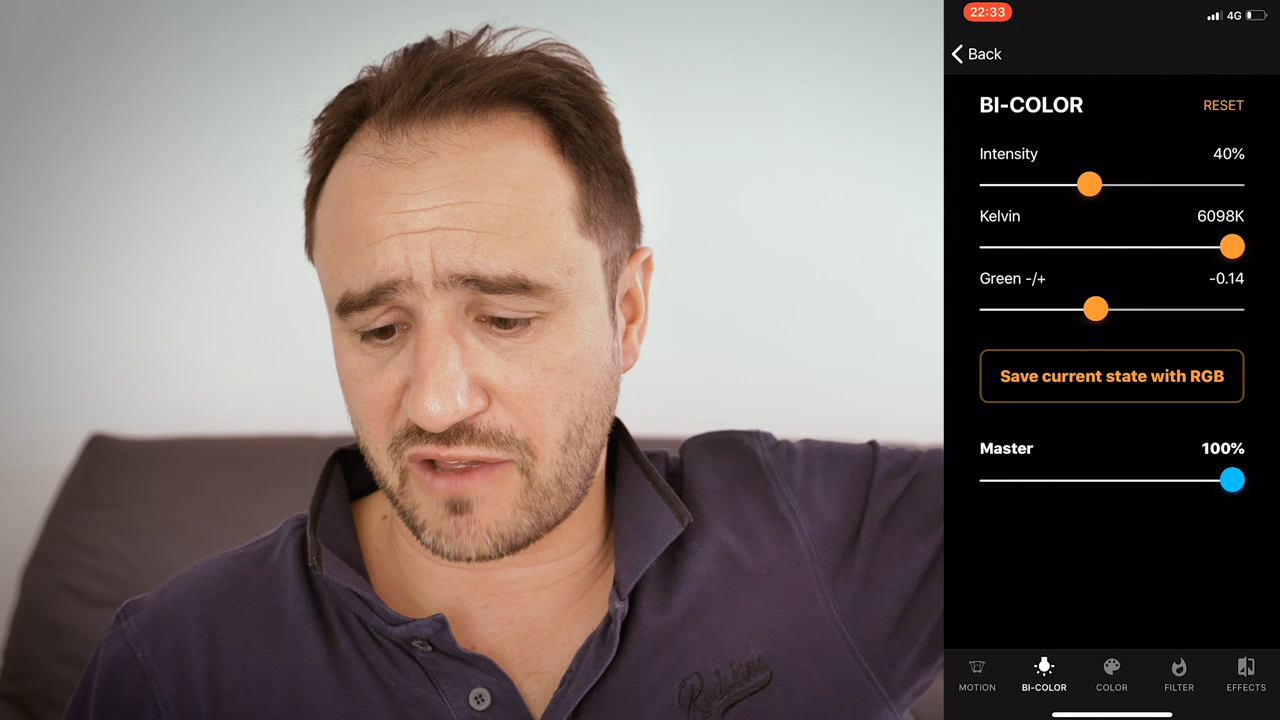 22:33
4G
Back
BI-COLOR RESET
Intensity 40%
Kelvin 6098K
Green -/+ -0.14
Save current state with RGB
Master 100%
MOTION BI-COLOR COLOR FILTER EFFECTS
Redskins